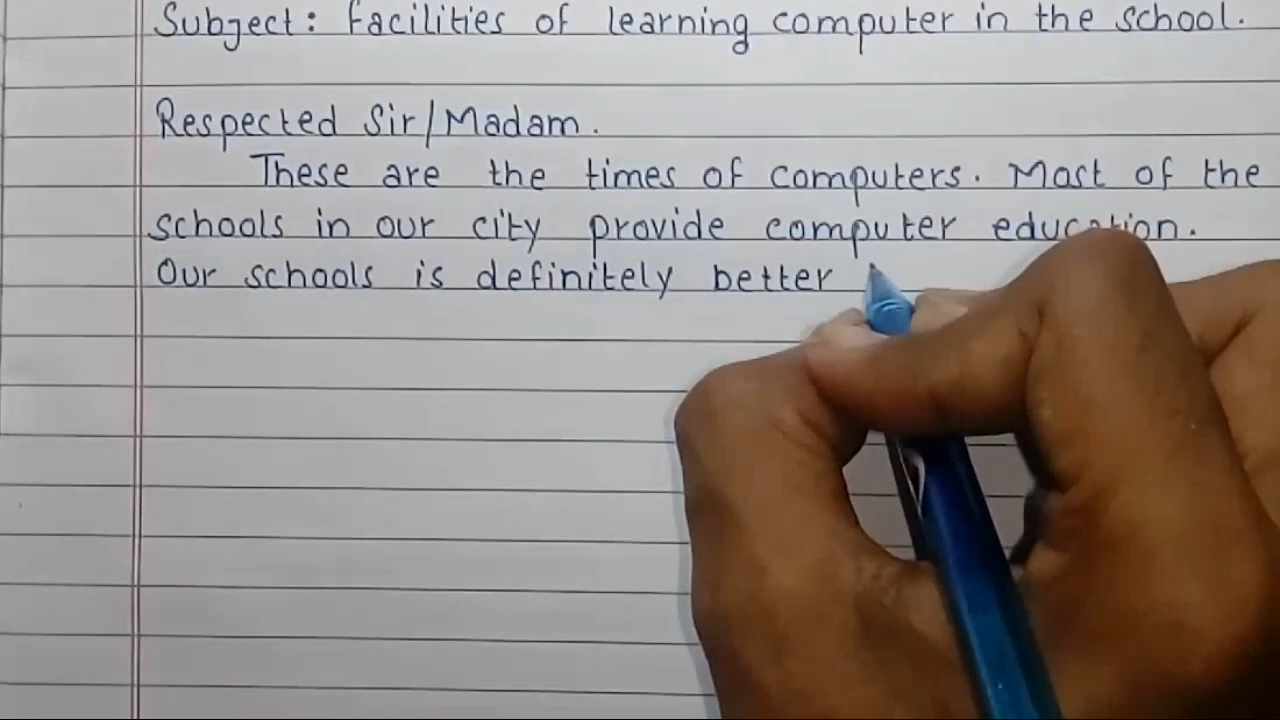 Subject: Facilities of learning computer in the school.
Respected Sir/Madam.
These are the times of computers. Most of the
schools in our city provide computer education.
Our schools is definitely better